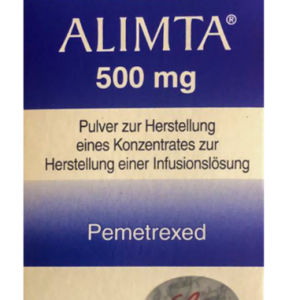 ALIMTA®
500 mg
Pulver zur Herstellung
eines Konzentrates zur
Herstellung einer Infusionslösung
Pemetrexed